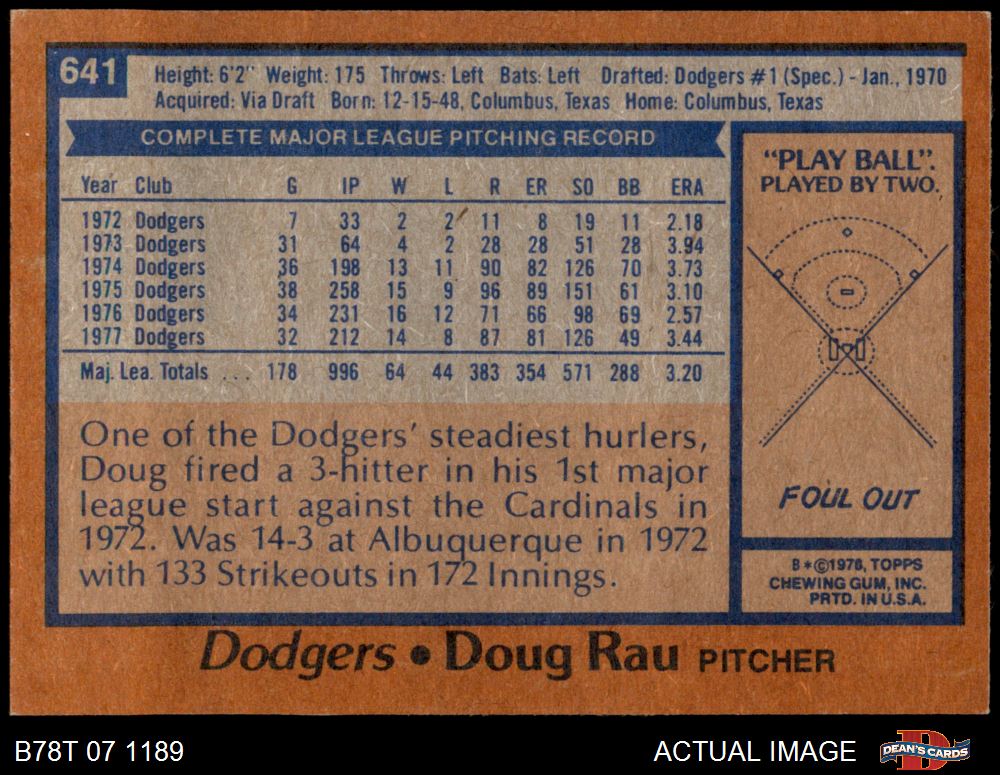 641
Height: 6'2" Weight: 175 Throws: Left Bats: Left Drafted: Dodgers #1 (Spec.) - Jan., 1970
Acquired: Via Draft Born: 12-15-48, Columbus, Texas Home: Columbus, Texas
COMPLETE MAJOR LEAGUE PITCHING RECORD
Year Club G IP W L R ER SO BB ERA
1972 Dodgers 7 33 2 2 11 8 19 11 2.18
1973 Dodgers 31 64 4 2 28 28 51 28 3.94
1974 Dodgers 36 198 13 11 90 82 126 70 3.73
1975 Dodgers 38 258 15 9 96 89 151 61 3.10
1976 Dodgers 34 231 16 12 71 66 98 69 2.57
1977 Dodgers 32 212 14 8 87 81 126 49 3.44
Maj. Lea. Totals ... 178 996 64 44 383 354 571 288 3.20
One of the Dodgers' steadiest hurlers,
Doug fired a 3-hitter in his 1st major
league start against the Cardinals in
1972. Was 14-3 at Albuquerque in 1972
with 133 Strikeouts in 172 Innings.
"PLAY BALL".
PLAYED BY TWO.
FOUL OUT
B*©1978, TOPPS
CHEWING GUM, INC.
PRTD. IN U.S.A.
Dodgers • Doug Rau PITCHER
B78T 07 1189
ACTUAL IMAGE
D
DEAN'S CARDS